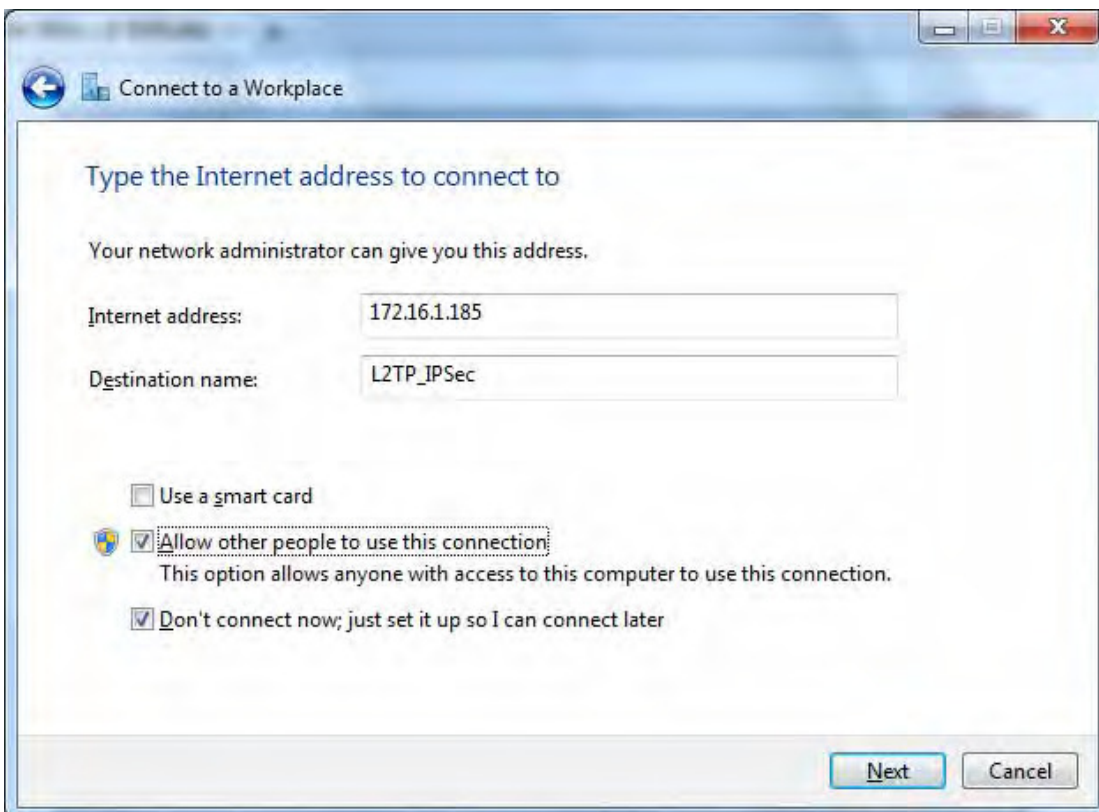 Connect to a Workplace
Type the Internet address to connect to
Your network administrator can give you this address.
Internet address: 172.16.1.185
Destination name: L2TP_IPSec
Use a smart card
Allow other people to use this connection
This option allows anyone with access to this computer to use this connection.
Don't connect now; just set it up so I can connect later
Next Cancel